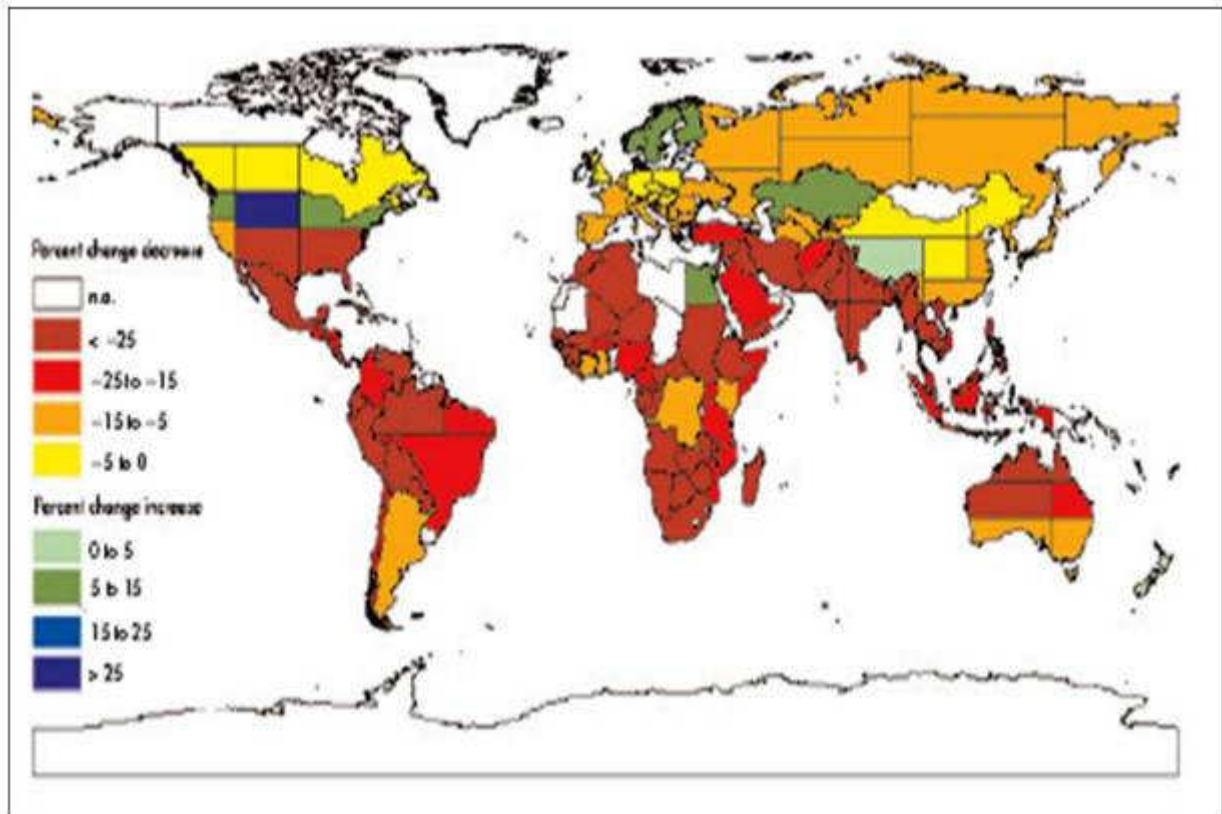 Percent change decrease
n.a.
< -25
-25 to -15
-15 to -5
-5 to 0
Percent change increase
0 to 5
5 to 15
15 to 25
> 25